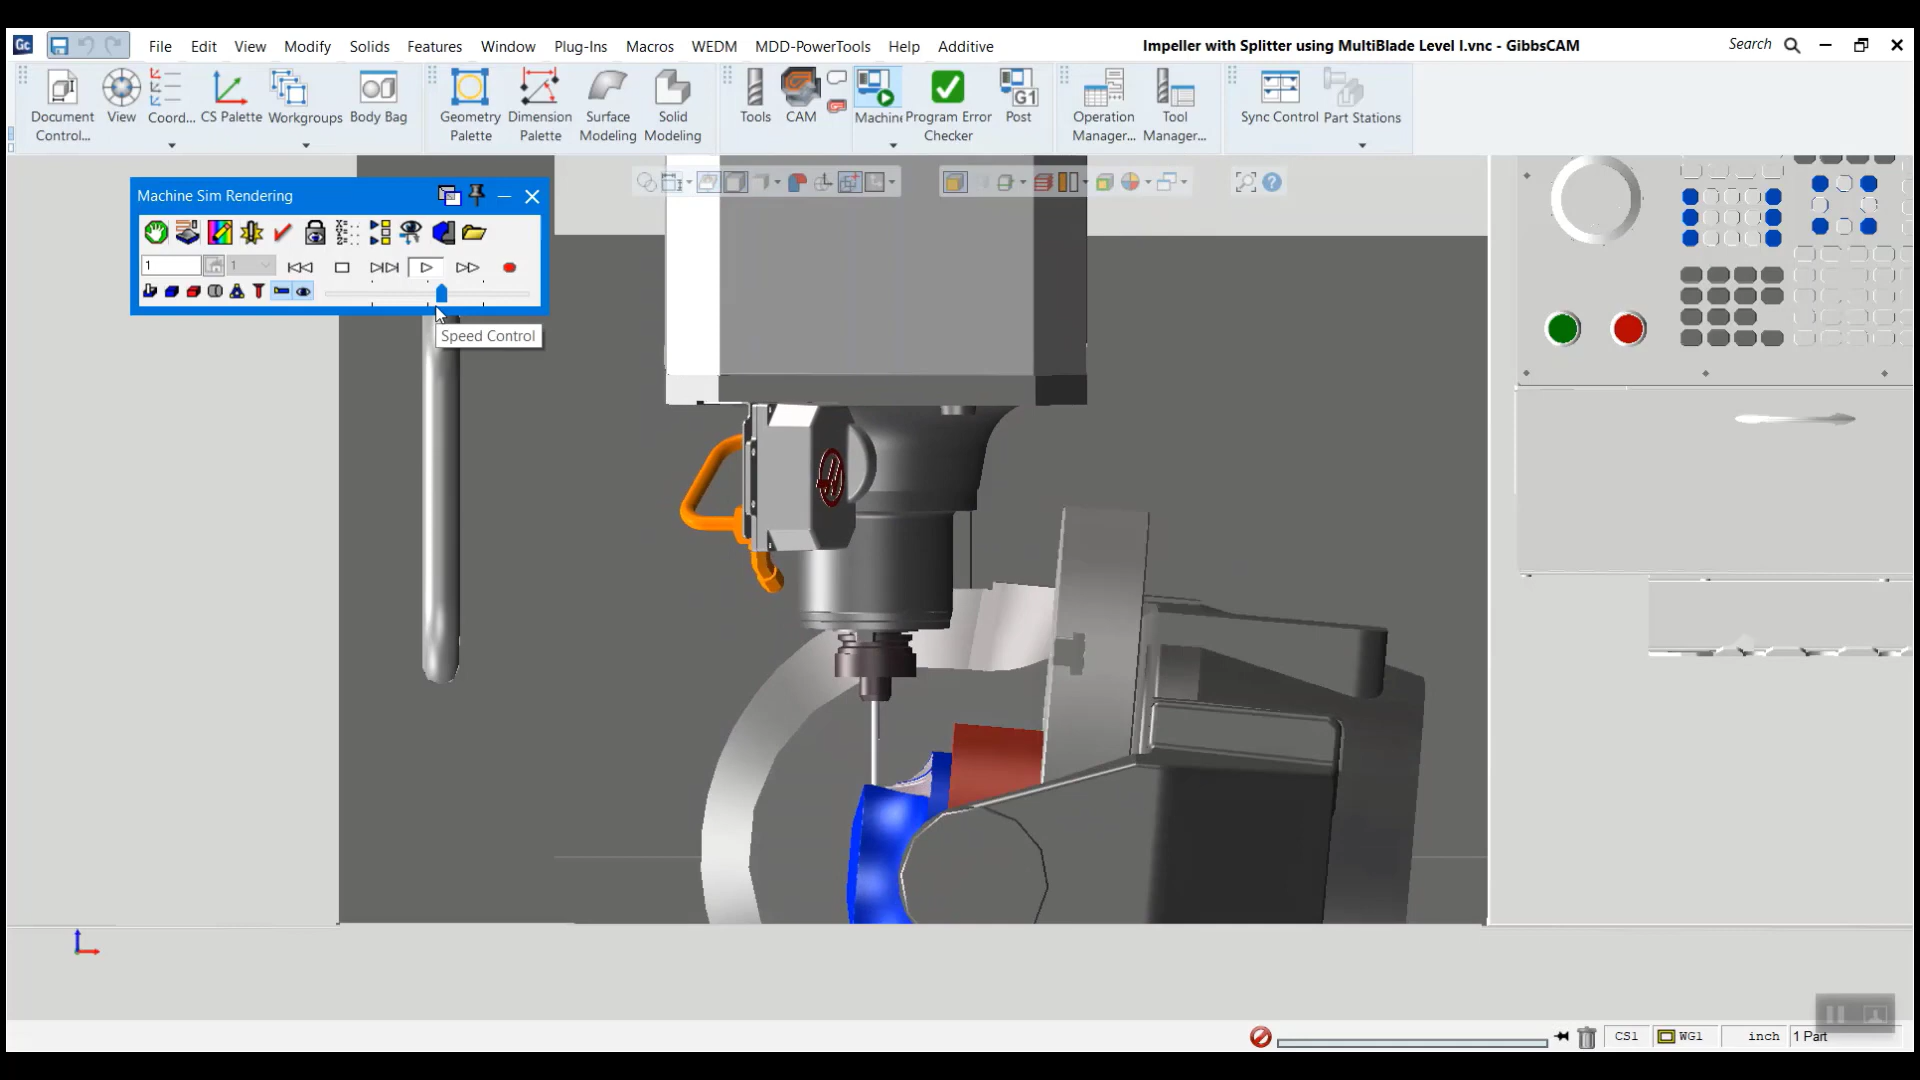 Gc File Edit View Modify Solids Features Window Plug-Ins Macros WEDM MDD-PowerTools Help Additive Impeller with Splitter using MultiBlade Level I.vnc - GibbsCAM Search
Document View Coord... CS Palette Workgroups Body Bag Geometry Dimension Surface Solid Tools CAM Machine Program Error Post Operation Tool Sync Control Part Stations
Control... Palette Palette Modeling Modeling Checker Manager... Manager...
G1
Machine Sim Rendering
1 1
Speed Control
CS1 WG1 inch 1 Part